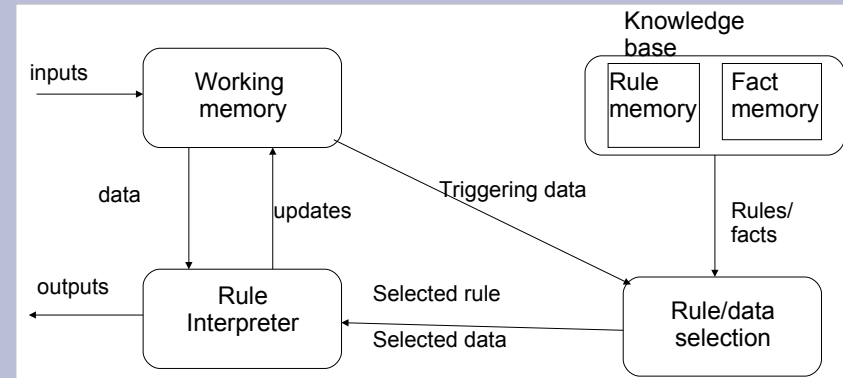 Knowledge
base
inputs
Working
memory
Rule
memory
Fact
memory
data
updates
Triggering data
Rules/
facts
outputs
Rule
Interpreter
Selected rule
Selected data
Rule/data
selection